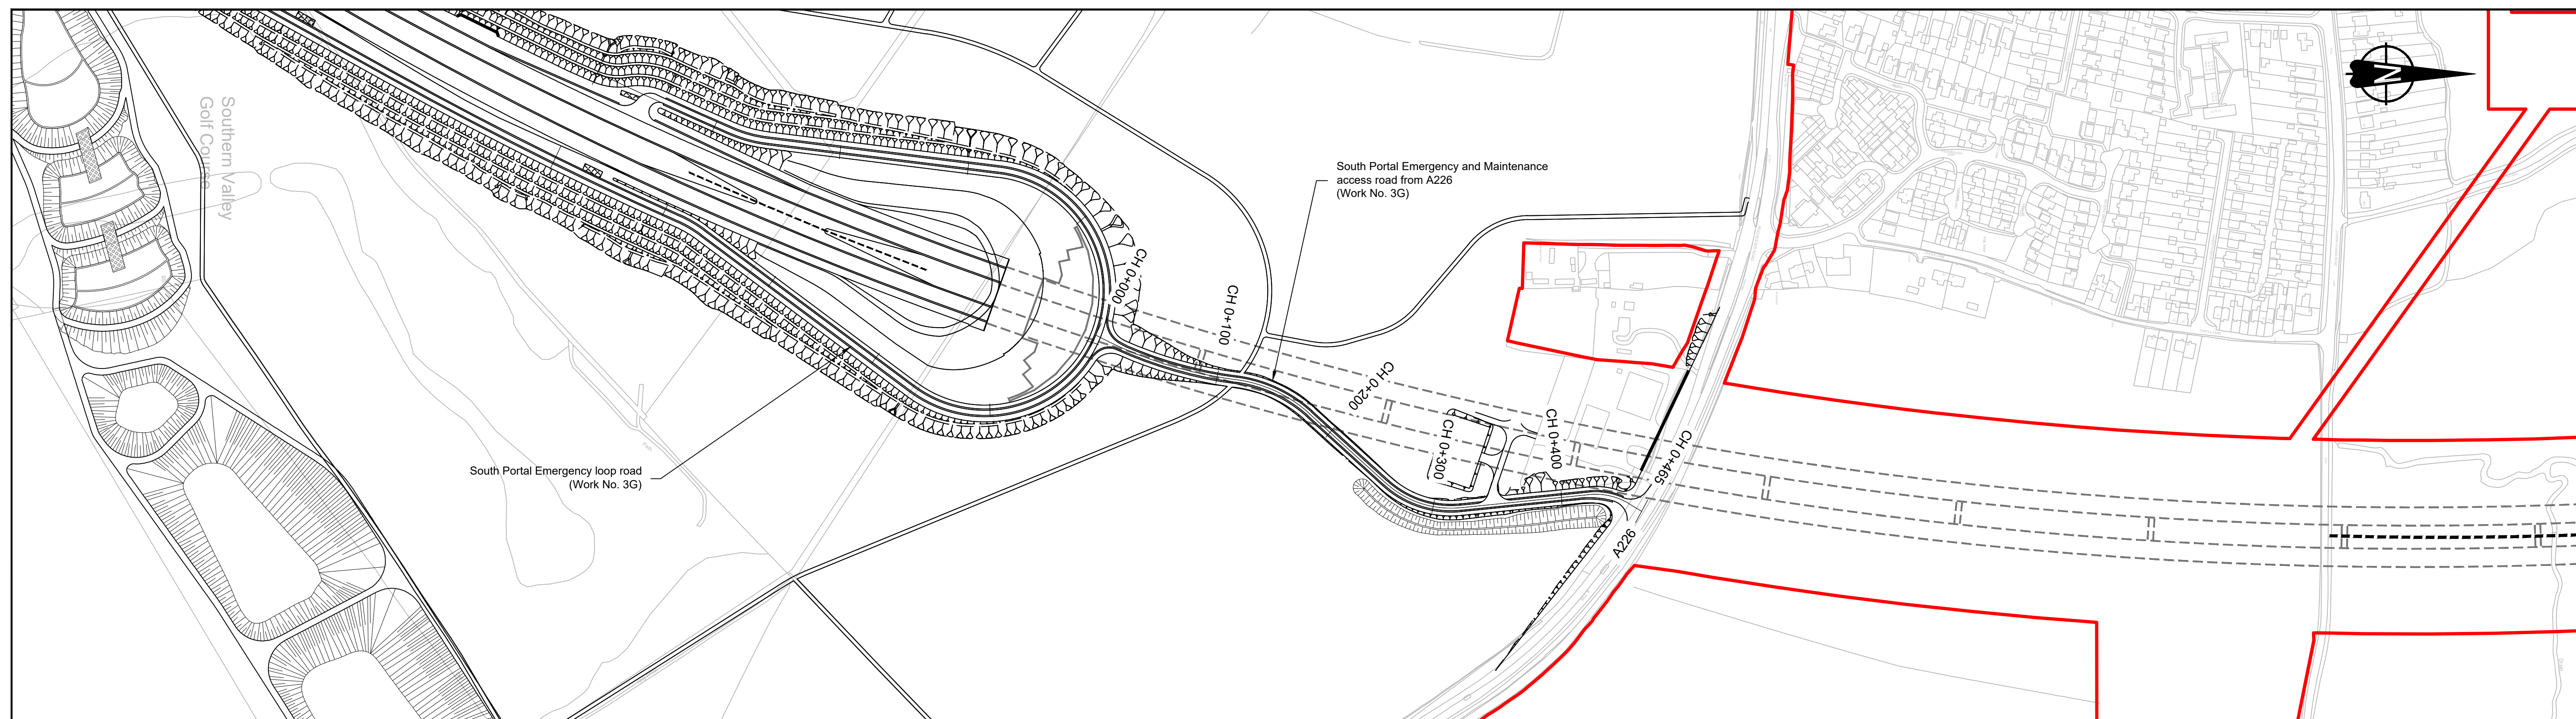 Southern Valley
Golf Course
South Portal Emergency and Maintenance
access road from A226
(Work No. 3G)
N
CH 0+000
CH 0+100
CH 0+200
CH 0+300
CH 0+400
CH 0+465
A226
South Portal Emergency loop road
(Work No. 3G)
Path